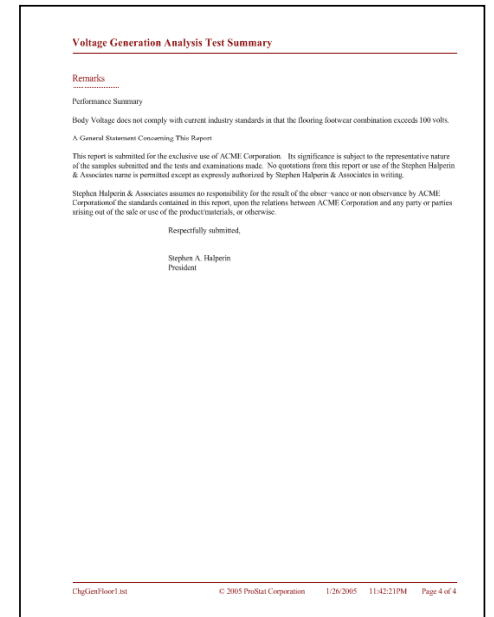 Voltage Generation Analysis Test Summary
Remarks
Performance Summary
Body Voltage does not comply with current industry standards in that the flooring footwear combination exceeds 100 volts.
A General Statement Concerning This Report
This report is submitted for the exclusive use of ACME Corporation. Its significance is subject to the representative nature
of the samples submitted and the tests and examinations made. No quotations from this report or use of the Stephen Halperin
& Associates name is permitted except as expressly authorized by Stephen Halperin & Associates in writing.
Stephen Halperin & Associates assumes no responsibility for the result of the obser-vance or non observance by ACME
Corporationof the standards contained in this report, upon the relations between ACME Corporation and any party or parties
arising out of the sale or use of the product/materials, or otherwise.
Respectfully submitted,
Stephen A. Halperin
President
ChgGenFloor1.tst © 2005 ProStat Corporation 1/26/2005 11:42:21PM Page 4 of 4